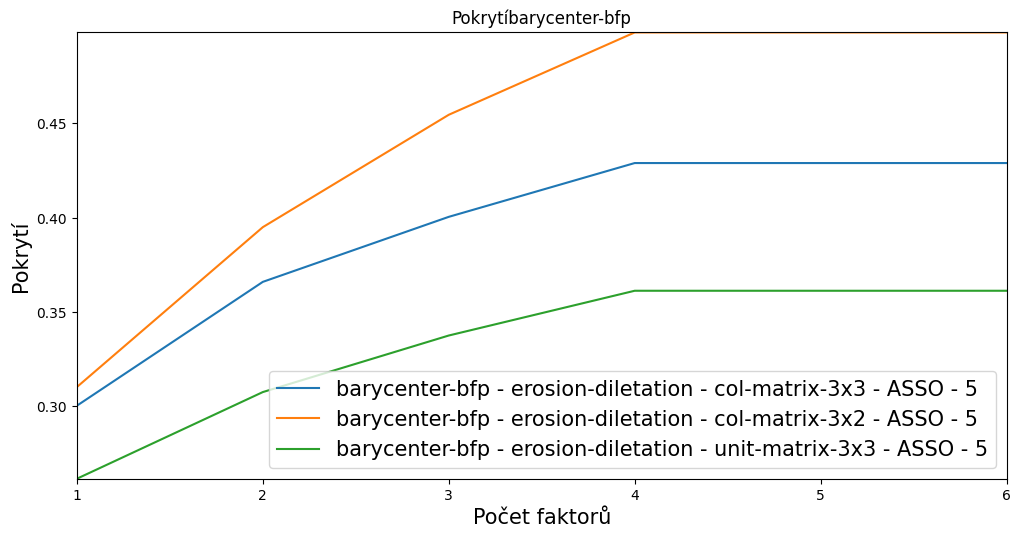 Pokrytíbarycenter-bfp
0.45
0.40
0.35
0.30
Pokrytí
barycenter-bfp - erosion-diletation - col-matrix-3x3 - ASSO - 5
barycenter-bfp - erosion-diletation - col-matrix-3x2 - ASSO - 5
barycenter-bfp - erosion-diletation - unit-matrix-3x3 - ASSO - 5
1 2 3 4 5 6
Počet faktorů